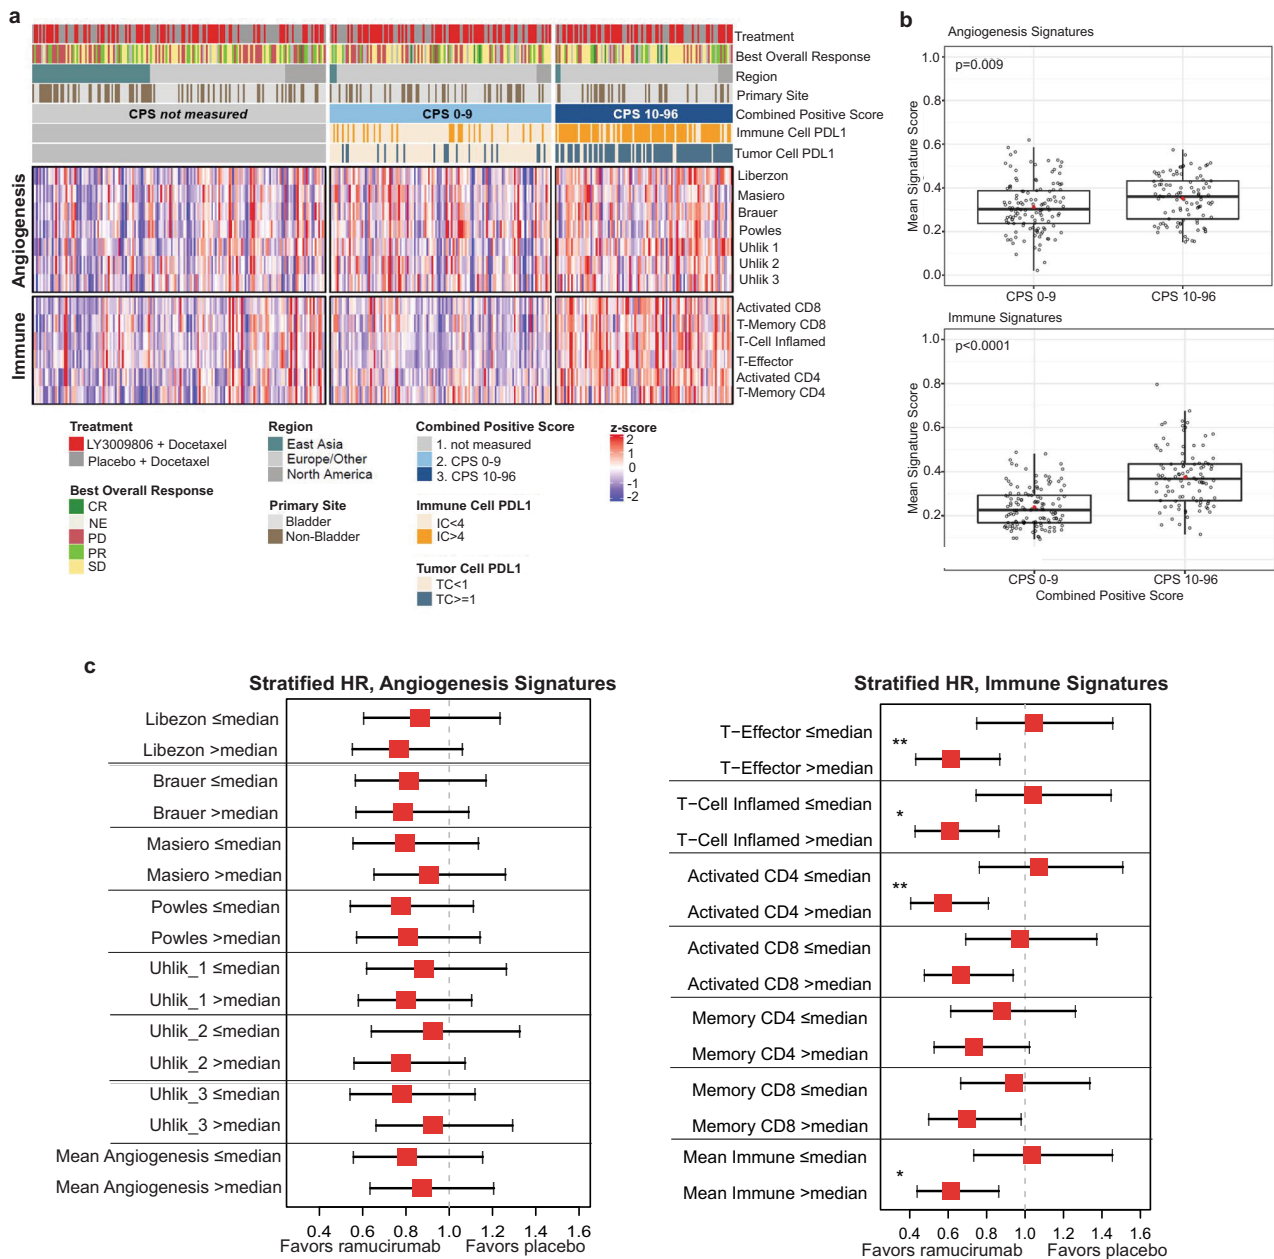 a
Treatment
Best Overall Response
Region
Primary Site
CPS not measured
CPS 0-9
CPS 10-96
Combined Positive Score
Immune Cell PDL1
Tumor Cell PDL1
Angiogenesis
Liberzon
Masiero
Brauer
Powles
Uhlik 1
Uhlik 2
Uhlik 3
Immune
Activated CD8
T-Memory CD8
T-Cell Inflamed
T-Effector
Activated CD4
T-Memory CD4
Treatment
LY3009806 + Docetaxel
Placebo + Docetaxel
Best Overall Response
CR
NE
PD
PR
SD
Region
East Asia
Europe/Other
North America
Primary Site
Bladder
Non-Bladder
Combined Positive Score
1. not measured
2. CPS 0-9
3. CPS 10-96
Immune Cell PDL1
IC<4
IC>4
Tumor Cell PDL1
TC<1
TC>=1
z-score
2
1
0
-1
-2
b
Angiogenesis Signatures
p=0.009
Mean Signature Score
1.0
0.8
0.6
0.4
0.2
0.0
CPS 0-9
CPS 10-96
Immune Signatures
p<0.0001
Mean Signature Score
1.0
0.8
0.6
0.4
0.2
CPS 0-9
CPS 10-96
Combined Positive Score
c
Stratified HR, Angiogenesis Signatures
Libezon ≤median
Libezon >median
Brauer ≤median
Brauer >median
Masiero ≤median
Masiero >median
Powles ≤median
Powles >median
Uhlik_1 ≤median
Uhlik_1 >median
Uhlik_2 ≤median
Uhlik_2 >median
Uhlik_3 ≤median
Uhlik_3 >median
Mean Angiogenesis ≤median
Mean Angiogenesis >median
0.4 0.6 0.8 1.0 1.2 1.4 1.6
Favors ramucirumab Favors placebo
Stratified HR, Immune Signatures
T−Effector ≤median
**
T−Effector >median
T−Cell Inflamed ≤median
*
T−Cell Inflamed >median
Activated CD4 ≤median
**
Activated CD4 >median
Activated CD8 ≤median
Activated CD8 >median
Memory CD4 ≤median
Memory CD4 >median
Memory CD8 ≤median
Memory CD8 >median
Mean Immune ≤median
*
Mean Immune >median
0.4 0.6 0.8 1.0 1.2 1.4 1.6
Favors ramucirumab Favors placebo